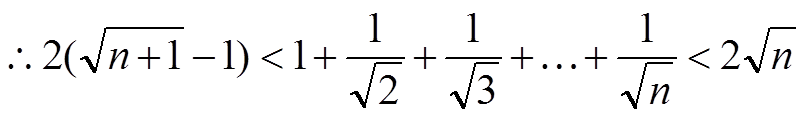 ∴ 2(√(n+1) − 1) < 1 + 1/√2 + 1/√3 + … + 1/√n < 2√n